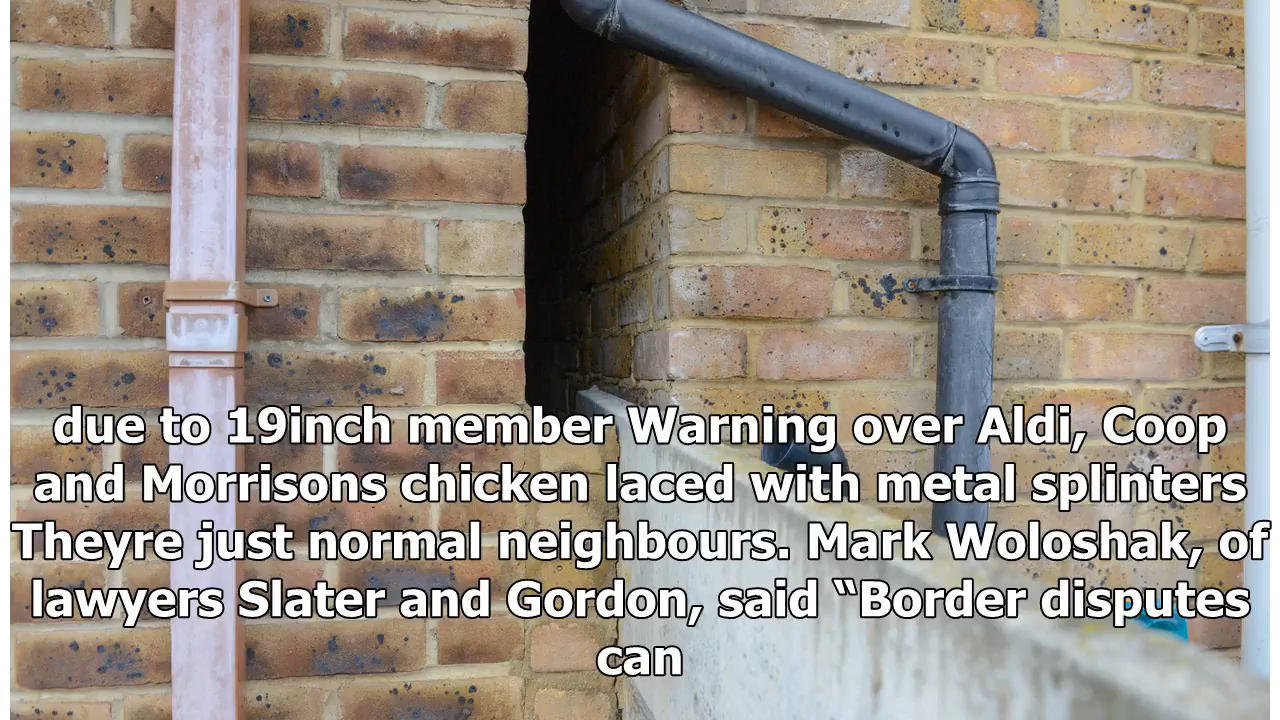 due to 19inch member Warning over Aldi, Coop
and Morrisons chicken laced with metal splinters
Theyre just normal neighbours. Mark Woloshak, of
lawyers Slater and Gordon, said “Border disputes
can